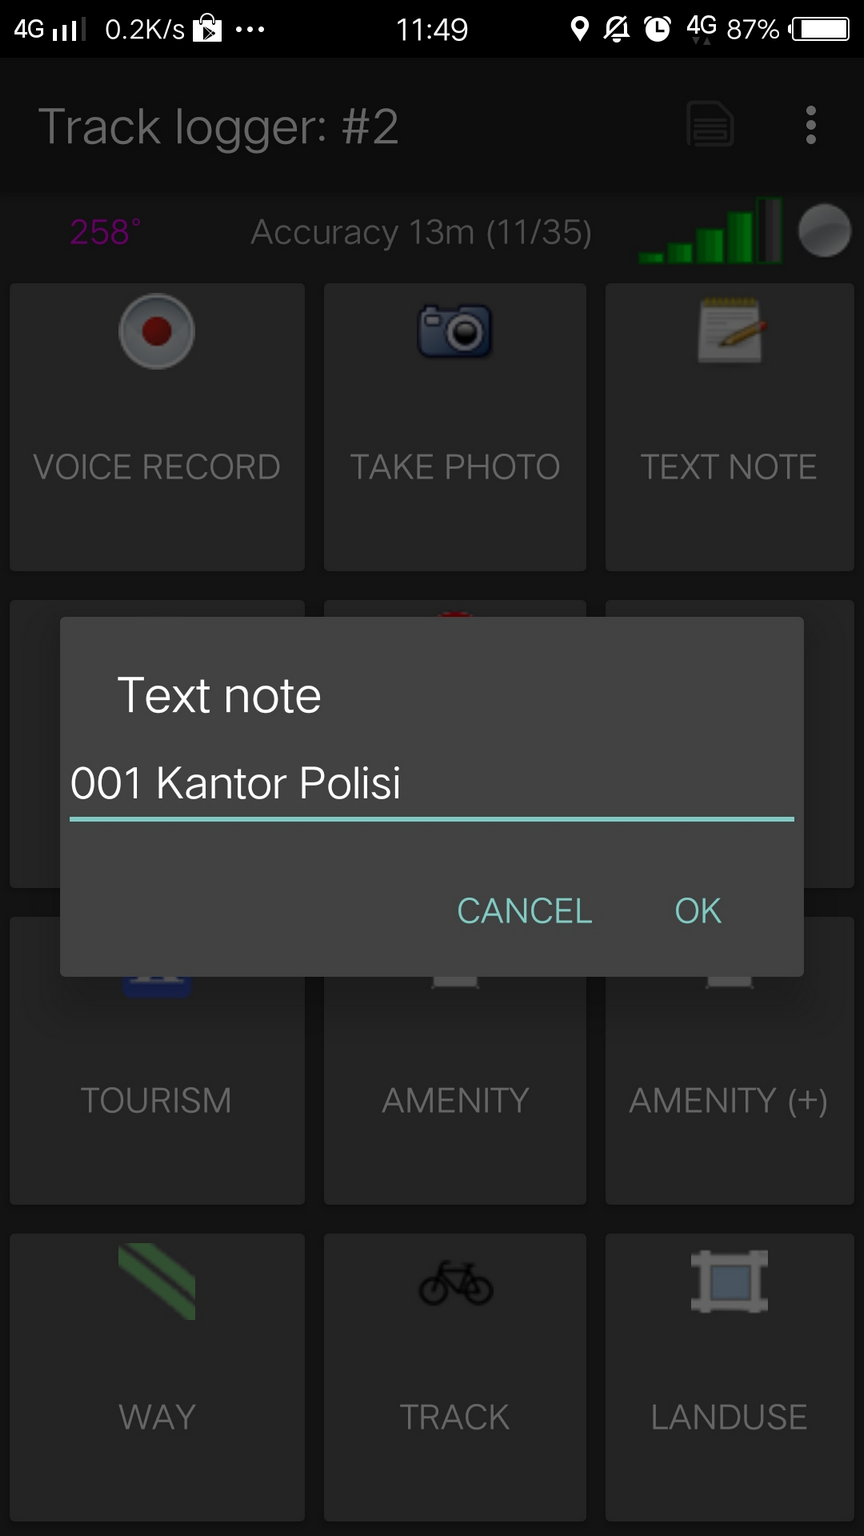 4G 0.2K/s ... 11:49 4G 87%
Track logger: #2
258° Accuracy 13m (11/35)
VOICE RECORD TAKE PHOTO TEXT NOTE
Text note
001 Kantor Polisi
CANCEL OK
TOURISM AMENITY AMENITY (+)
WAY TRACK LANDUSE